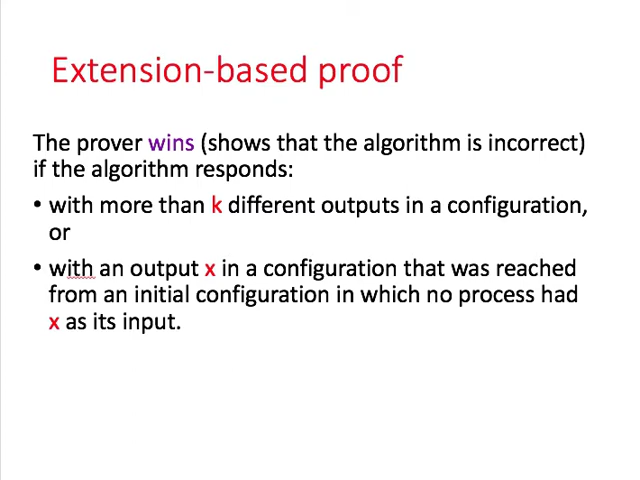 Extension-based proof
The prover wins (shows that the algorithm is incorrect)
if the algorithm responds:
• with more than k different outputs in a configuration,
or
• with an output x in a configuration that was reached
from an initial configuration in which no process had
x as its input.